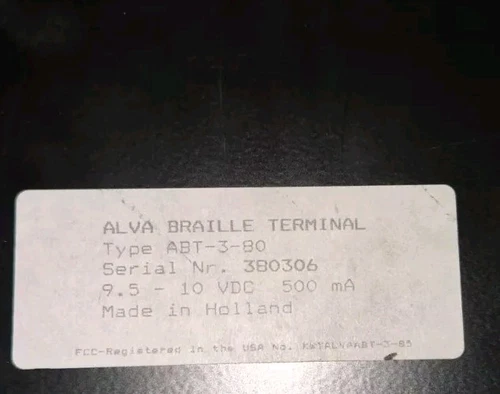 ALVA BRAILLE TERMINAL
Type ABT-3-80
Serial Nr. 380306
9.5 - 10 VDC 500 mA
Made in Holland
FCC-Registered in the USA No.